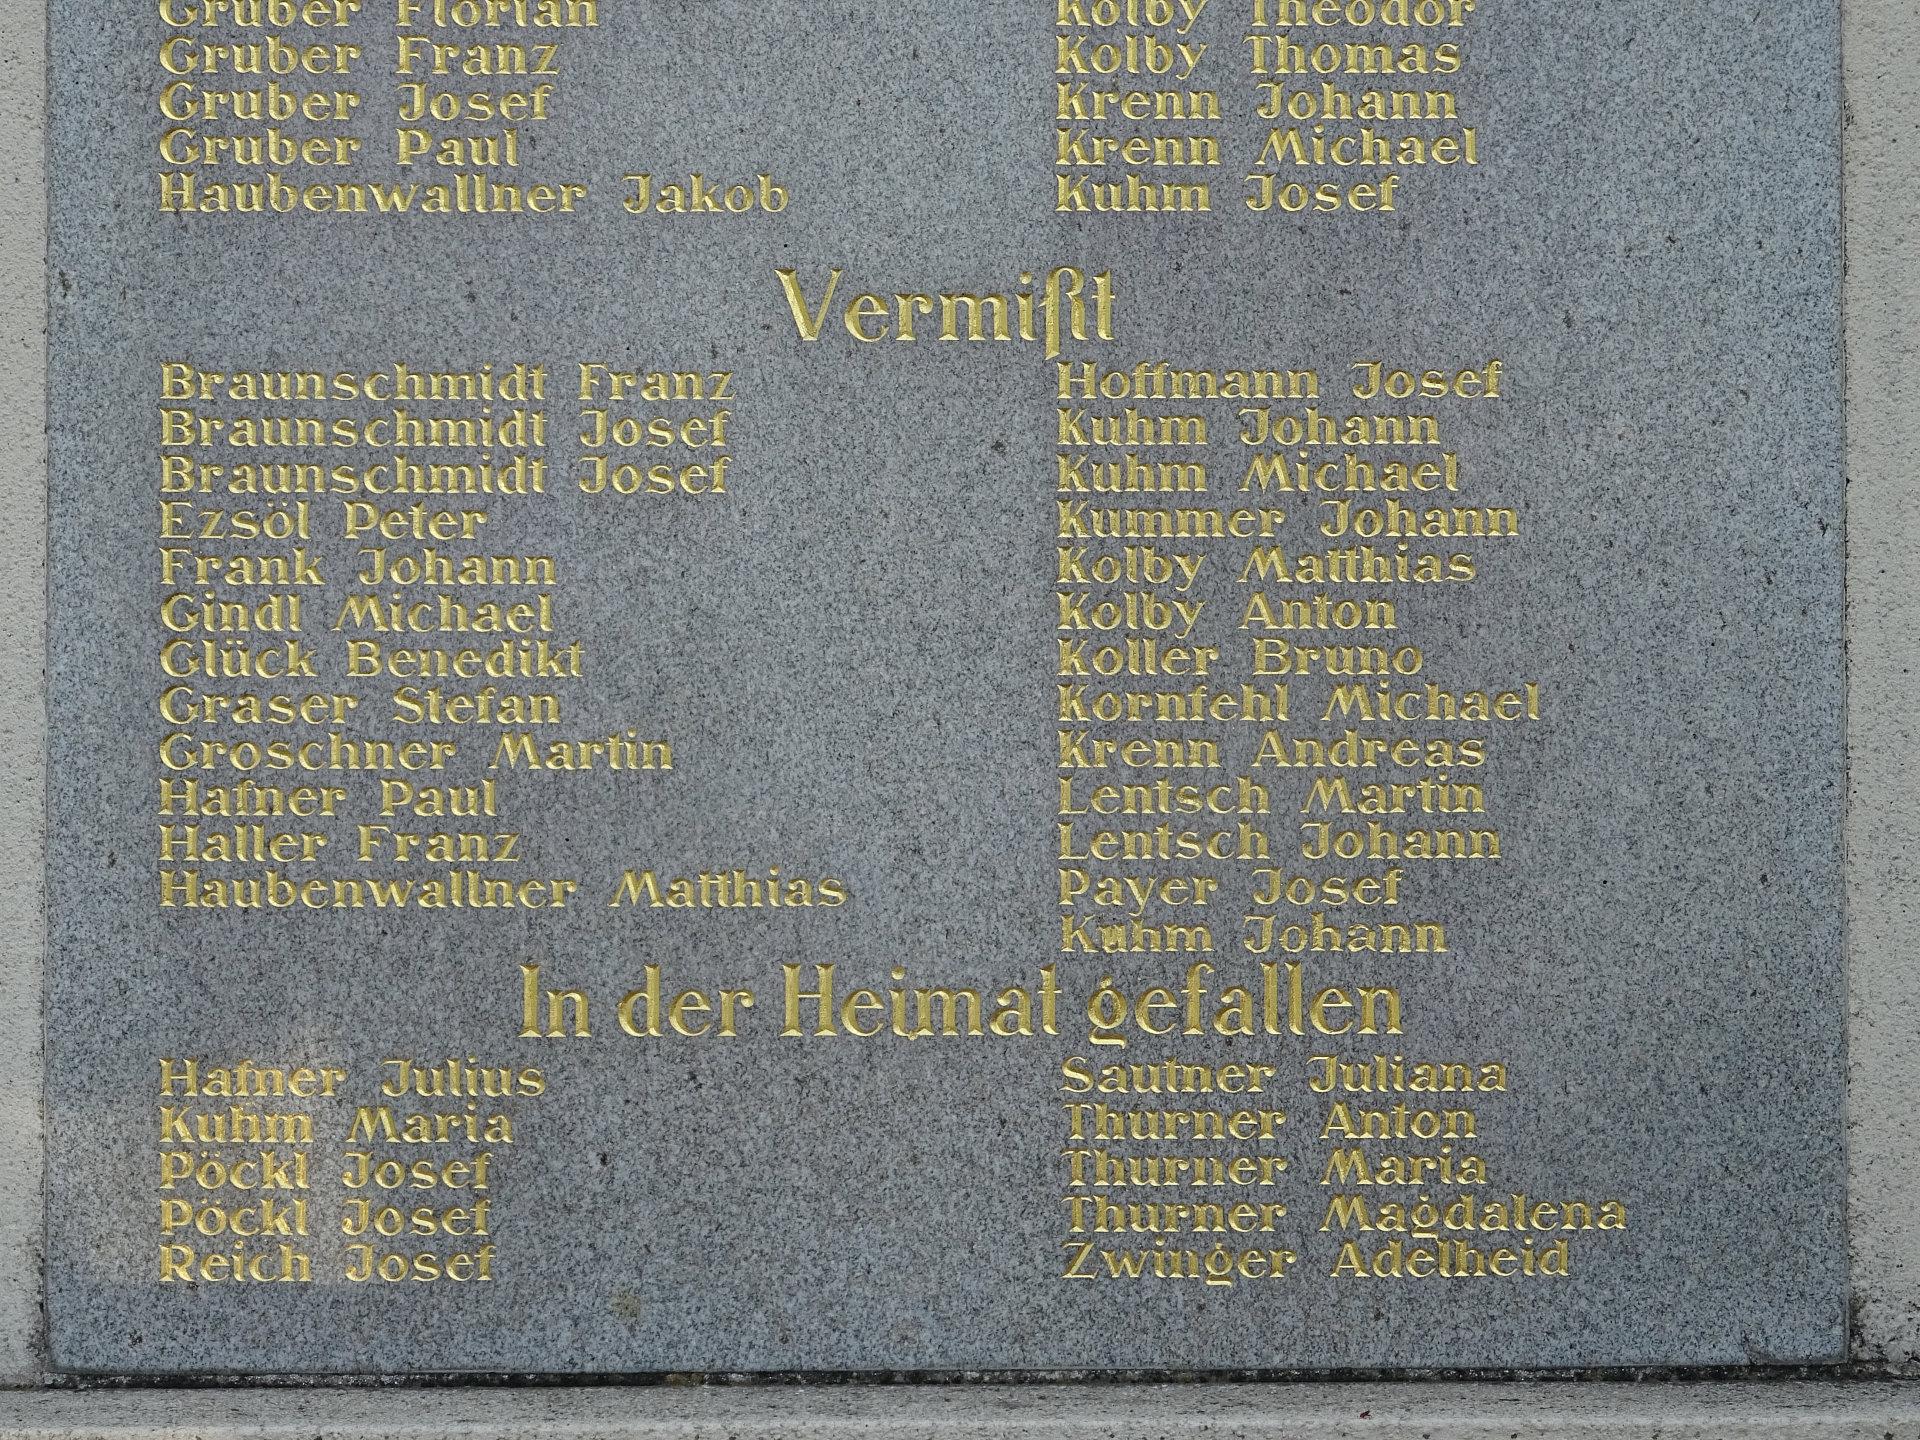 Gruber Florian
Gruber Franz
Gruber Josef
Gruber Paul
Haubenwallner Jakob
Kolby Theodor
Kolby Thomas
Krenn Johann
Krenn Michael
Kuhm Josef
Vermißt
Braunschmidt Franz
Braunschmidt Josef
Braunschmidt Josef
Ezsöl Peter
Frank Johann
Gindl Michael
Glück Benedikt
Graser Stefan
Groschner Martin
Hafner Paul
Haller Franz
Haubenwallner Matthias
Hoffmann Josef
Kuhm Johann
Kuhm Michael
Kummer Johann
Kolby Matthias
Kolby Anton
Koller Bruno
Kornfehl Michael
Krenn Andreas
Lentsch Martin
Lentsch Johann
Payer Josef
Kuhm Johann
In der Heimat gefallen
Hafner Julius
Kuhm Maria
Pöckl Josef
Pöckl Josef
Reich Josef
Sautner Juliana
Thurner Anton
Thurner Maria
Thurner Magdalena
Zwinger Adelheid